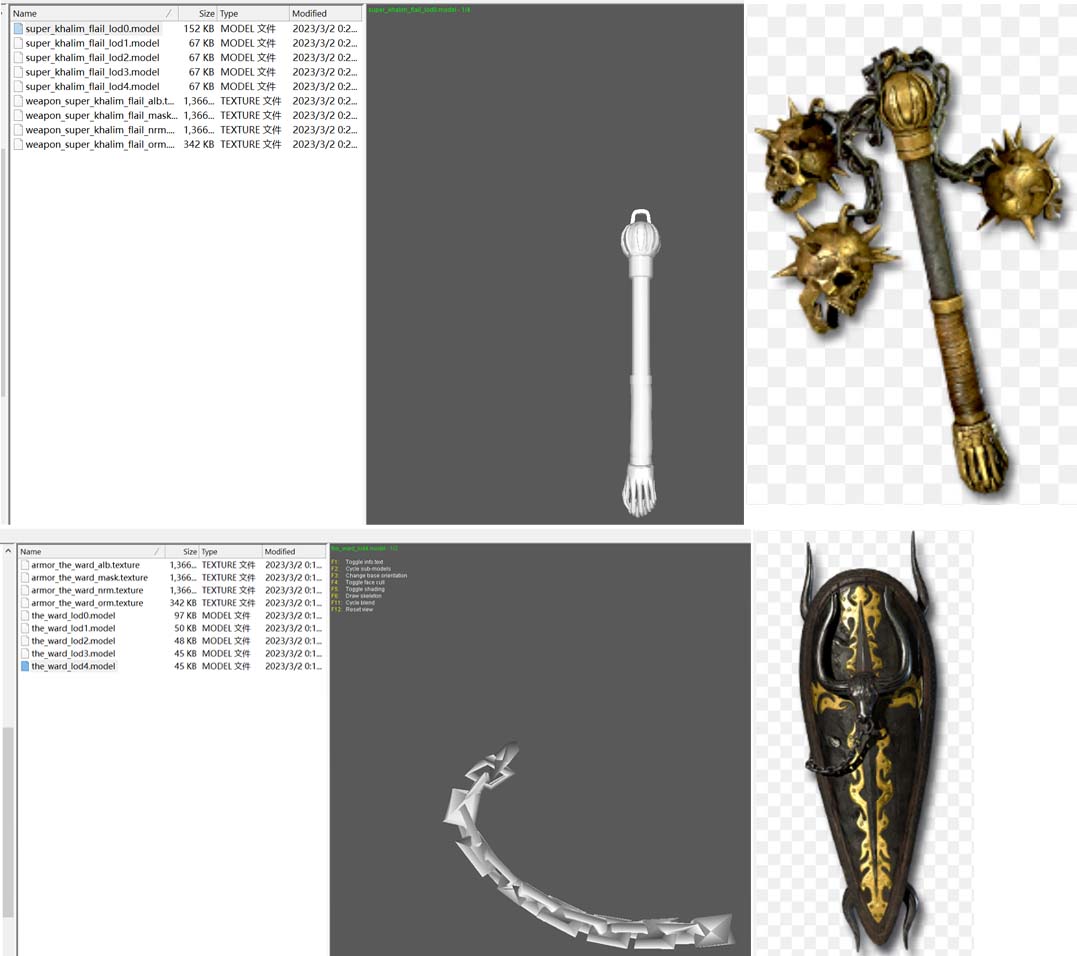 super_khalim_flail_lod0.model - 1/4
Name Size Type Modified
super_khalim_flail_lod0.model 152 KB MODEL 文件 2023/3/2 0:2...
super_khalim_flail_lod1.model 67 KB MODEL 文件 2023/3/2 0:2...
super_khalim_flail_lod2.model 67 KB MODEL 文件 2023/3/2 0:2...
super_khalim_flail_lod3.model 67 KB MODEL 文件 2023/3/2 0:2...
super_khalim_flail_lod4.model 67 KB MODEL 文件 2023/3/2 0:2...
weapon_super_khalim_flail_alb.t... 1,366... TEXTURE 文件 2023/3/2 0:2...
weapon_super_khalim_flail_mask... 1,366... TEXTURE 文件 2023/3/2 0:2...
weapon_super_khalim_flail_nrm.... 1,366... TEXTURE 文件 2023/3/2 0:2...
weapon_super_khalim_flail_orm.... 342 KB TEXTURE 文件 2023/3/2 0:2...
Name Size Type Modified
armor_the_ward_alb.texture 1,366... TEXTURE 文件 2023/3/2 0:1...
armor_the_ward_mask.texture 1,366... TEXTURE 文件 2023/3/2 0:1...
armor_the_ward_nrm.texture 1,366... TEXTURE 文件 2023/3/2 0:1...
armor_the_ward_orm.texture 342 KB TEXTURE 文件 2023/3/2 0:1...
the_ward_lod0.model 97 KB MODEL 文件 2023/3/2 0:1...
the_ward_lod1.model 50 KB MODEL 文件 2023/3/2 0:1...
the_ward_lod2.model 48 KB MODEL 文件 2023/3/2 0:1...
the_ward_lod3.model 45 KB MODEL 文件 2023/3/2 0:1...
the_ward_lod4.model 45 KB MODEL 文件 2023/3/2 0:1...
the_ward_lod4.model - 1/2
F1: Toggle info text
F2: Cycle sub-models
F3: Change base orientation
F4: Toggle face cull
F5: Toggle shading
F8: Draw skeleton
F11: Cycle blend
F12: Reset view